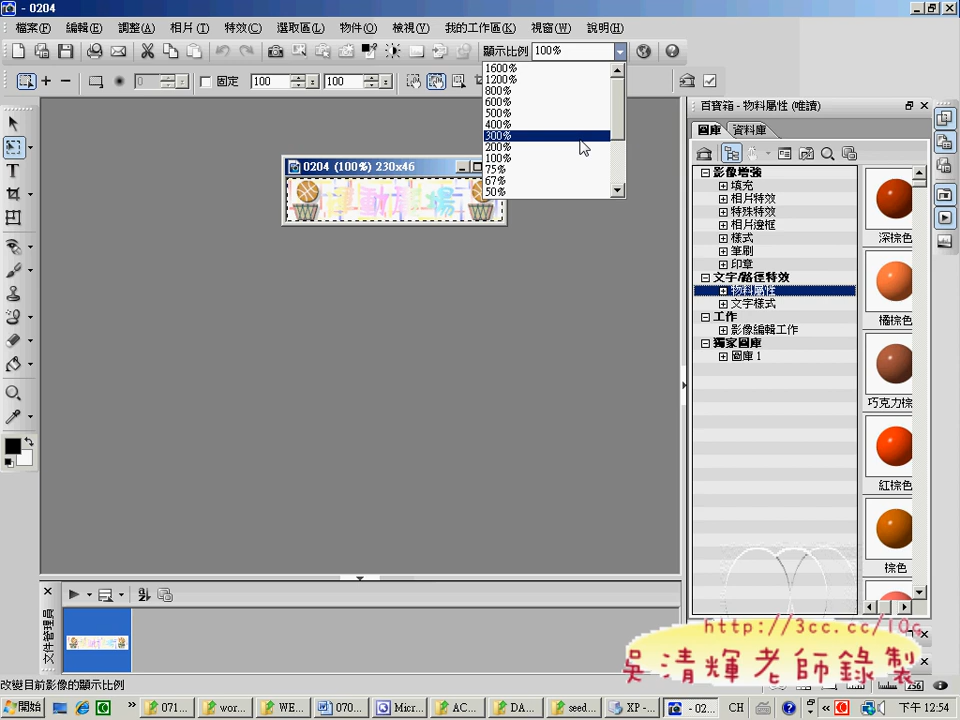 - 0204
檔案(F) 編輯(E) 調整(A) 相片(I) 特效(C) 選取區(L) 物件(O) 檢視(V) 我的工作區(K) 視窗(W) 說明(H)
顯示比例 100%
0 固定 100 100
1600%
1200%
800%
600%
500%
400%
300%
200%
100%
75%
67%
50%
0204 (100%) 230x46
運動劇場
百寶箱 - 物料屬性 (唯讀)
圖庫 資料庫
影像增強
填充
相片特效
特殊特效
相片邊框
樣式
筆刷
印章
文字/路徑特效
物料屬性
文字樣式
工作
影像編輯工作
獨家圖庫
圖庫 1
深棕色
橘棕色
巧克力棕
紅棕色
棕色
文件管理員
http://3cc.cc/10c
吳清輝老師錄製
改變目前影像的顯示比例
256
開始 071... wor... WE... 070... Micr... AC... DA... seed... XP -... - 02... CH 下午 12:54